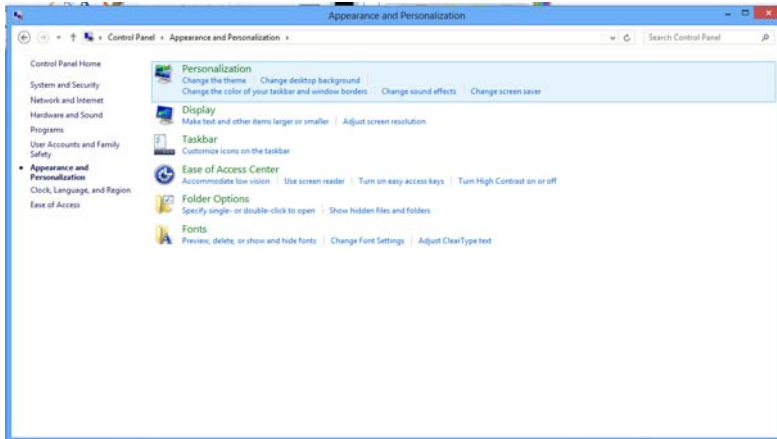 Appearance and Personalization
Control Panel Appearance and Personalization
Search Control Panel
Control Panel Home
System and Security
Network and Internet
Hardware and Sound
Programs
User Accounts and Family
Safety
Appearance and
Personalization
Clock, Language, and Region
Ease of Access
Personalization
Change the theme Change desktop background
Change the color of your taskbar and window borders Change sound effects Change screen saver
Display
Make text and other items larger or smaller Adjust screen resolution
Taskbar
Customize icons on the taskbar
Ease of Access Center
Accommodate low vision Use screen reader Turn on easy access keys Turn High Contrast on or off
Folder Options
Specify single- or double-click to open Show hidden files and folders
Fonts
Preview, delete, or show and hide fonts Change Font Settings Adjust ClearType text